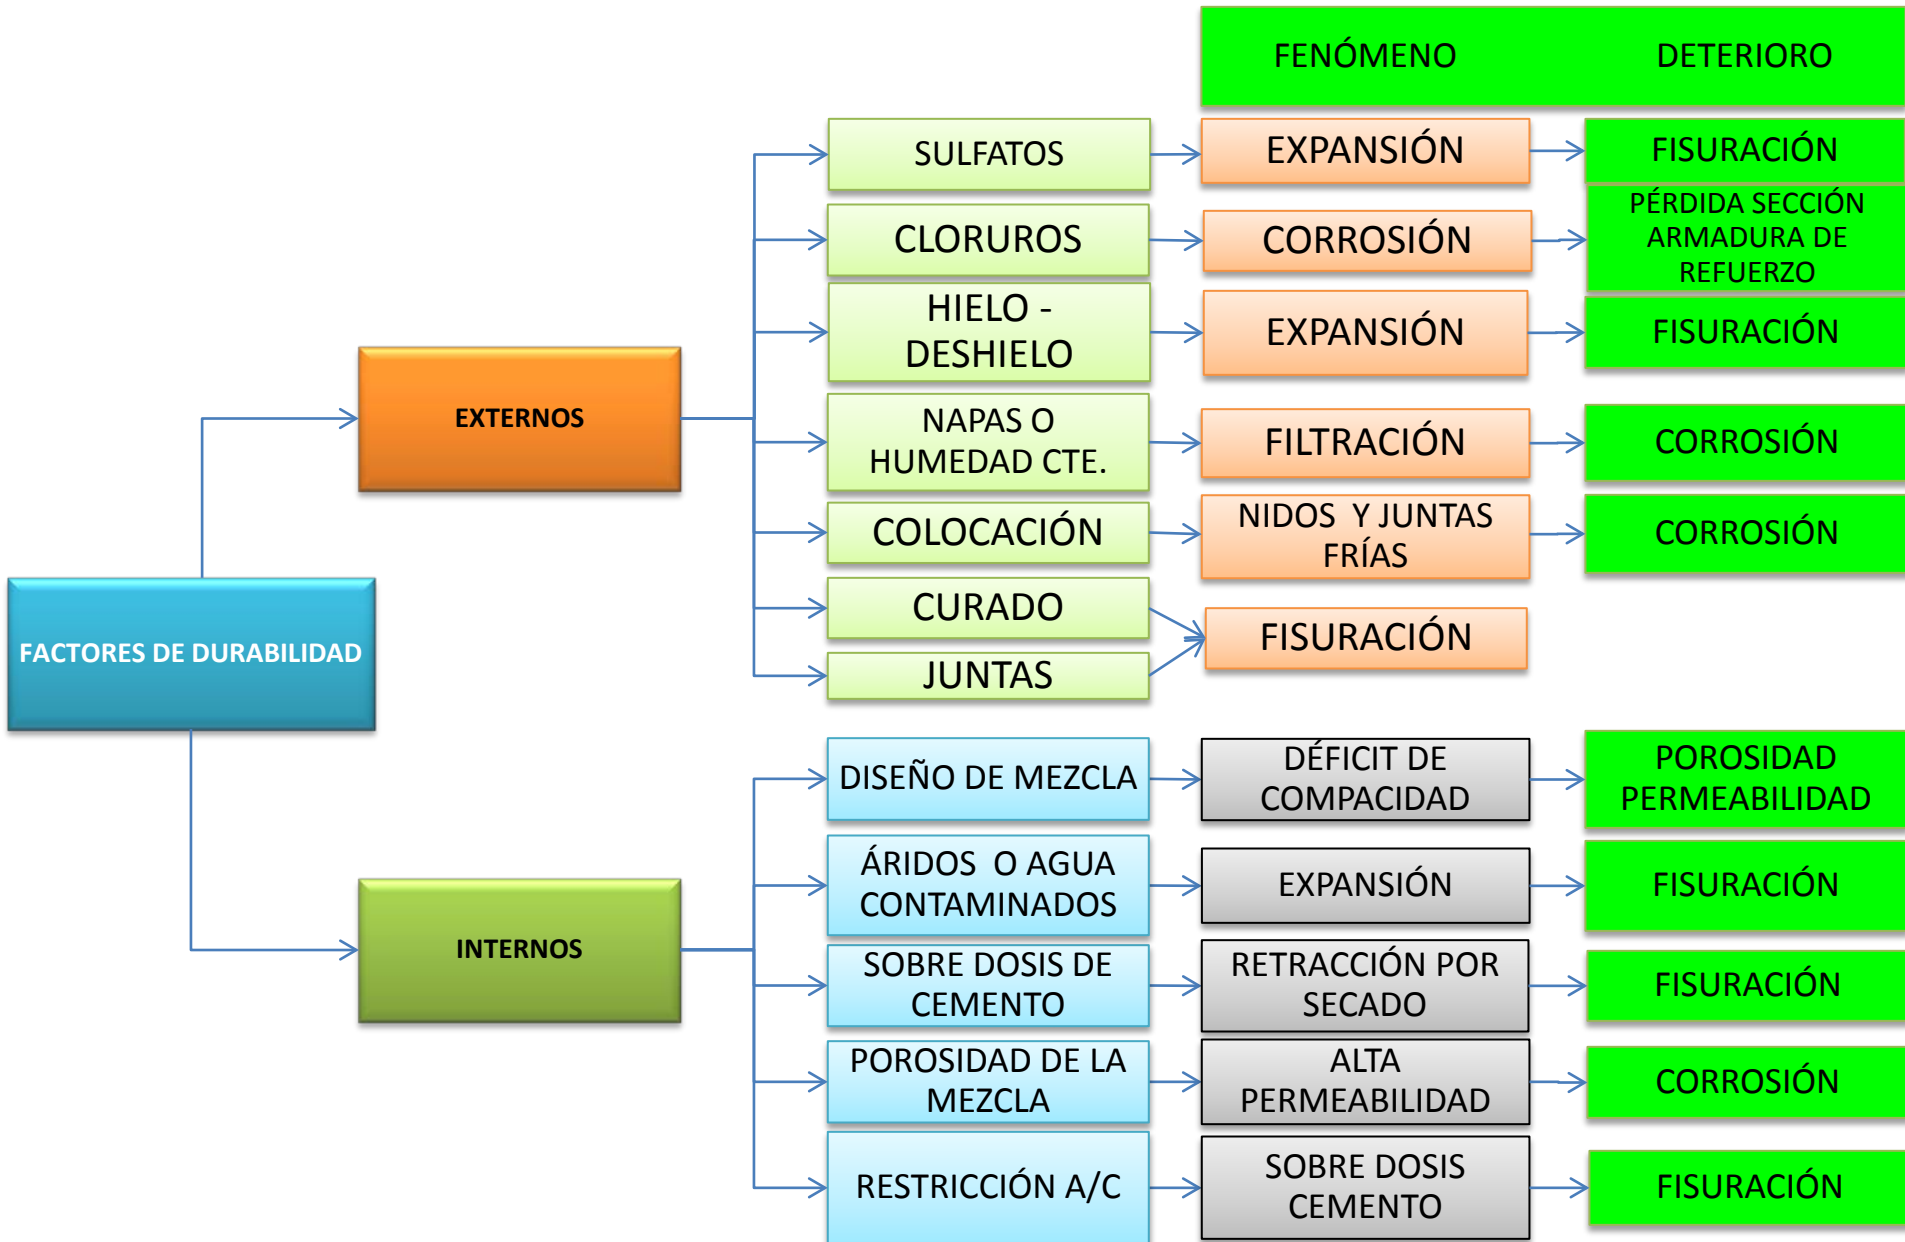 FENÓMENO DETERIORO
SULFATOS
EXPANSIÓN
FISURACIÓN
CLORUROS
CORROSIÓN
PÉRDIDA SECCIÓN
ARMADURA DE
REFUERZO
HIELO -
DESHIELO
EXPANSIÓN
FISURACIÓN
EXTERNOS
NAPAS O
HUMEDAD CTE.
FILTRACIÓN
CORROSIÓN
COLOCACIÓN
NIDOS Y JUNTAS
FRÍAS
CORROSIÓN
CURADO
FISURACIÓN
JUNTAS
FACTORES DE DURABILIDAD
DISEÑO DE MEZCLA
DÉFICIT DE
COMPACIDAD
POROSIDAD
PERMEABILIDAD
ÁRIDOS O AGUA
CONTAMINADOS
EXPANSIÓN
FISURACIÓN
INTERNOS
SOBRE DOSIS DE
CEMENTO
RETRACCIÓN POR
SECADO
FISURACIÓN
POROSIDAD DE LA
MEZCLA
ALTA
PERMEABILIDAD
CORROSIÓN
RESTRICCIÓN A/C
SOBRE DOSIS
CEMENTO
FISURACIÓN